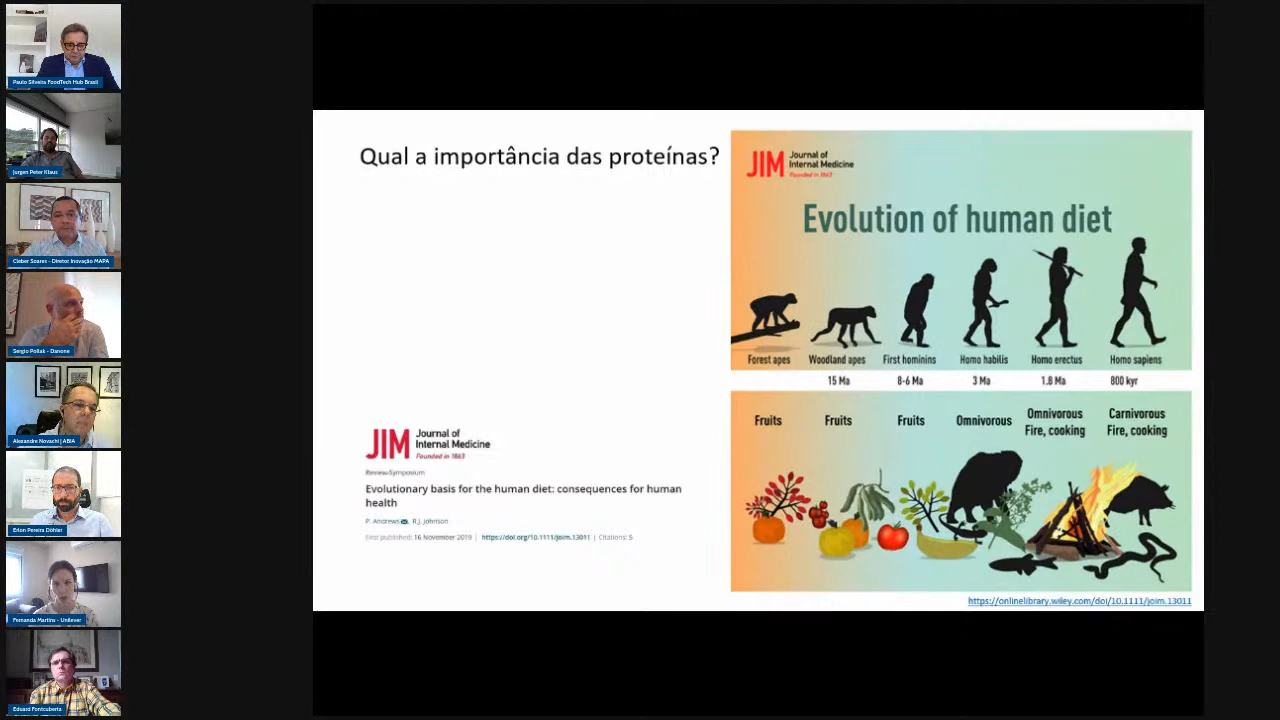 Paulo Silveira FoodTech Hub Brasil
Jurgen Peter Klaus
Cleber Soares - Diretor Inovação MAPA
Sergio Pollak - Danone
Alexandre Novachi | ABIA
Erlon Pereira Döhler
Fernanda Martins - Unilever
Eduard Fontcuberta
Qual a importância das proteínas?
JIM Journal of
Internal Medicine
Founded in 1863
Review-Symposium
Evolutionary basis for the human diet: consequences for human
health
P. Andrews, R.J. Johnson
First published: 16 November 2019 | https://doi.org/10.1111/joim.13011 | Citations: 5
JIM Journal of
Internal Medicine
Founded in 1863
Evolution of human diet
Forest apes Woodland apes First hominins Homo habilis Homo erectus Homo sapiens
15 Ma 8-6 Ma 3 Ma 1.8 Ma 800 kyr
Fruits Fruits Fruits Omnivorous Omnivorous Carnivorous
Fire, cooking Fire, cooking
https://onlinelibrary.wiley.com/doi/10.1111/joim.13011